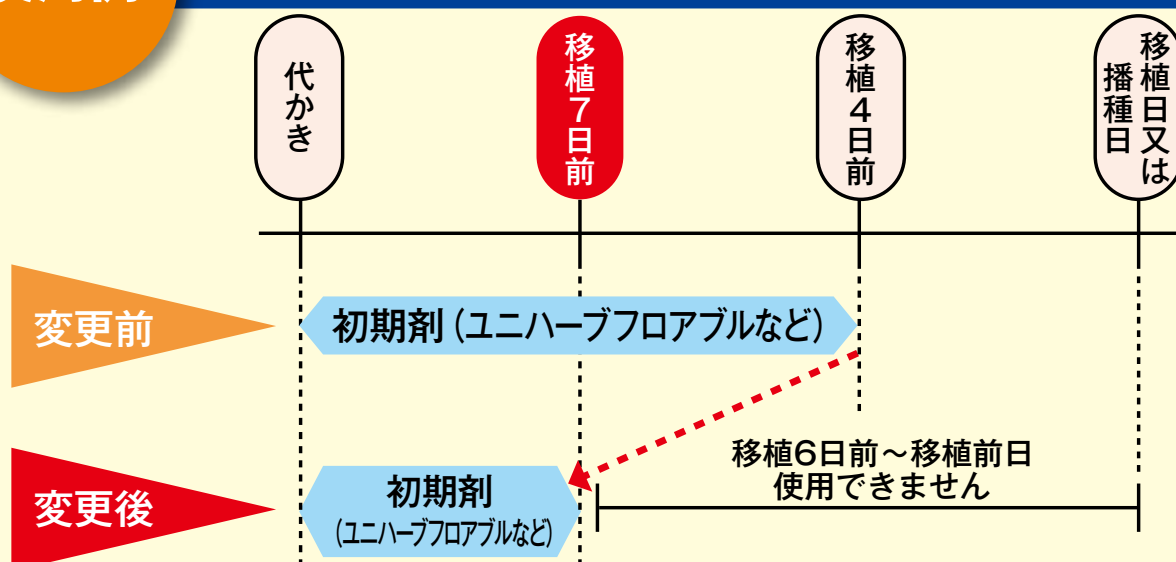 代かき
移植7日前
移植4日前
移植日又は
播種日
変更前
初期剤（ユニハーブフロアブルなど）
変更後
初期剤
（ユニハーブフロアブルなど）
移植6日前～移植前日
使用できません